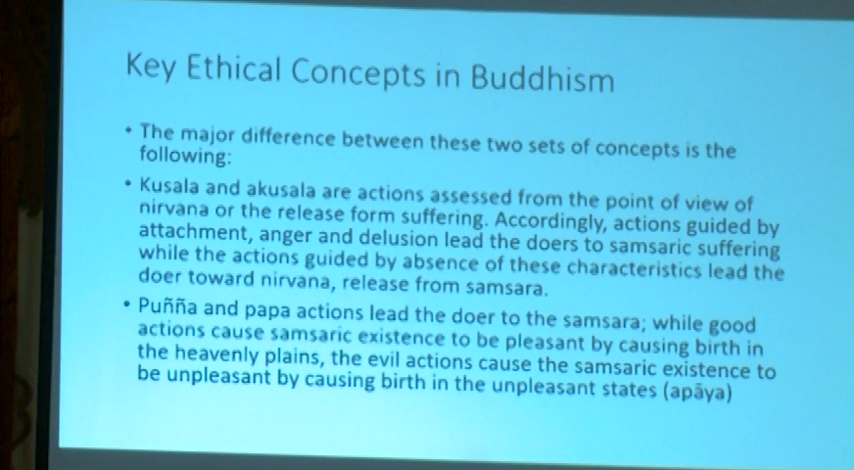 Key Ethical Concepts in Buddhism
• The major difference between these two sets of concepts is the
following:
• Kusala and akusala are actions assessed from the point of view of
nirvana or the release form suffering. Accordingly, actions guided by
attachment, anger and delusion lead the doers to samsaric suffering
while the actions guided by absence of these characteristics lead the
doer toward nirvana, release from samsara.
• Puñña and papa actions lead the doer to the samsara; while good
actions cause samsaric existence to be pleasant by causing birth in
the heavenly plains, the evil actions cause the samsaric existence to
be unpleasant by causing birth in the unpleasant states (apāya)